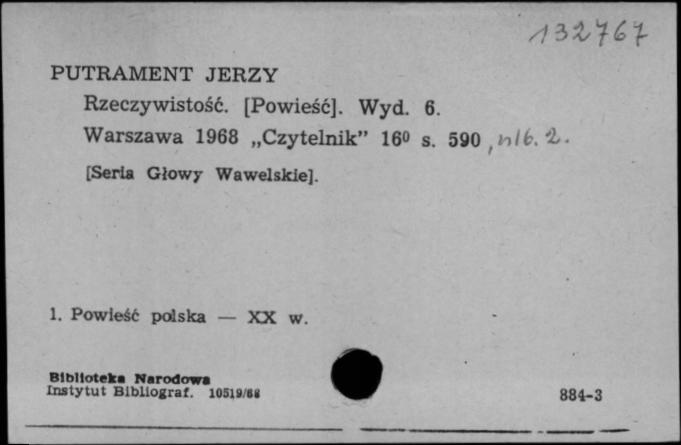 132767
PUTRAMENT JERZY
Rzeczywistość. [Powieść]. Wyd. 6.
Warszawa 1968 „Czytelnik” 16⁰ s. 590, nlb. 2.
[Seria Głowy Wawelskie].
1. Powieść polska — XX w.
Biblioteka Narodowa
Instytut Bibliograf. 10519/68
884-3